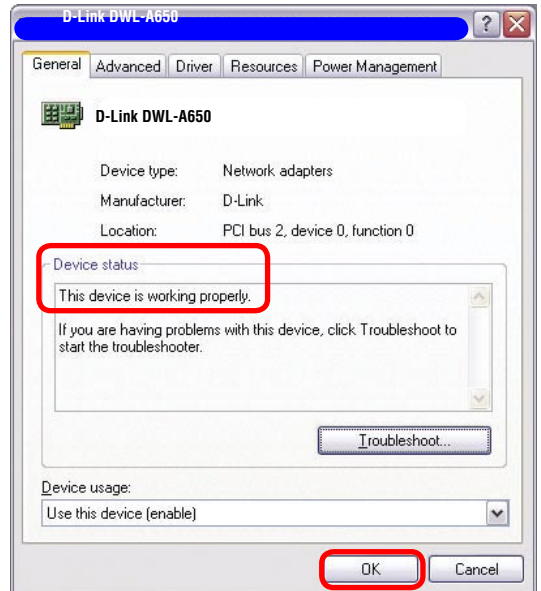 D-Link DWL-A650
?
General Advanced Driver Resources Power Management
D-Link DWL-A650
Device type: Network adapters
Manufacturer: D-Link
Location: PCI bus 2, device 0, function 0
Device status
This device is working properly.
If you are having problems with this device, click Troubleshoot to
start the troubleshooter.
Troubleshoot...
Device usage:
Use this device (enable)
OK Cancel